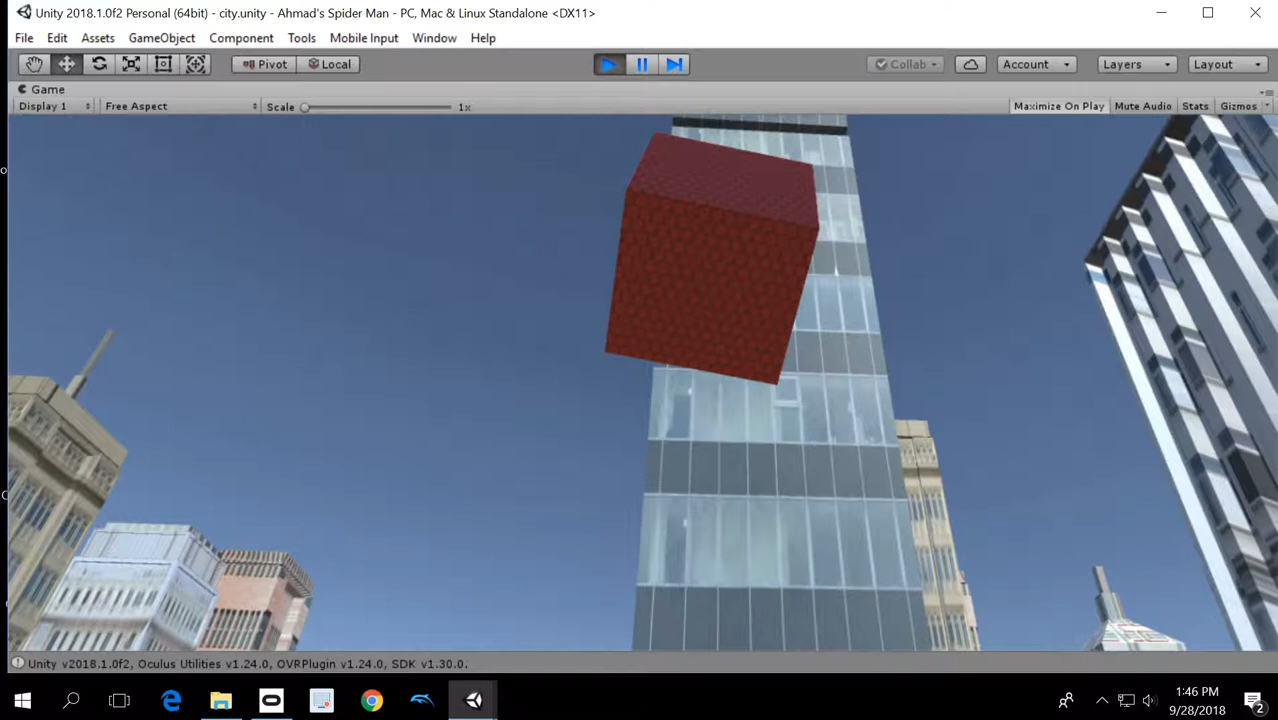 Unity 2018.1.0f2 Personal (64bit) - city.unity - Ahmad's Spider Man - PC, Mac & Linux Standalone <DX11>
File Edit Assets GameObject Component Tools Mobile Input Window Help
Pivot Local Collab Account Layers Layout
Game
Display 1 Free Aspect Scale 1x Maximize On Play Mute Audio Stats Gizmos
Unity v2018.1.0f2, Oculus Utilities v1.24.0, OVRPlugin v1.24.0, SDK v1.30.0.
1:46 PM
9/28/2018
2